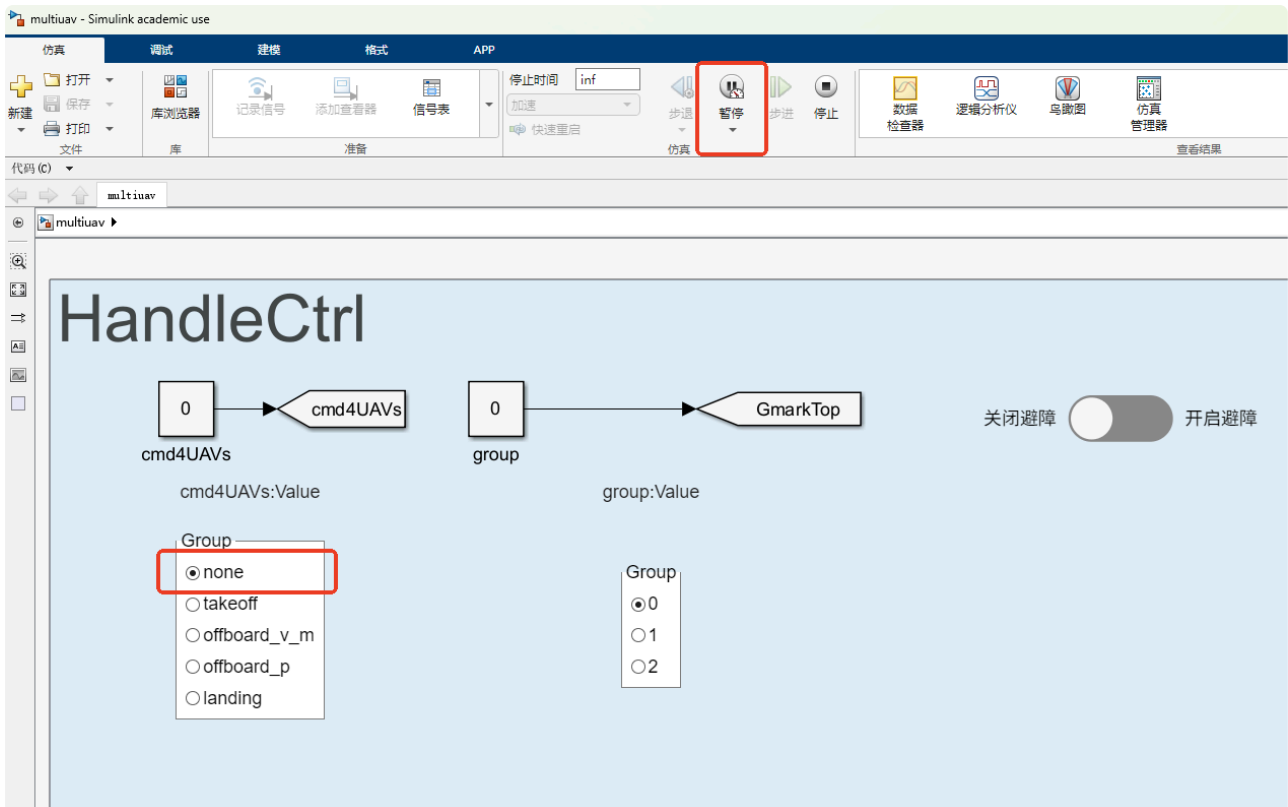 multiuav - Simulink academic use
仿真 调试 建模 格式 APP
新建
打开
保存
打印
文件
库浏览器
库
记录信号
添加查看器
信号表
准备
停止时间 inf
加速
快速重启
步退
暂停
步进
停止
仿真
数据
检查器
逻辑分析仪
鸟瞰图
仿真
管理器
查看结果
代码(C)
multiuav
multiuav
HandleCtrl
0
cmd4UAVs
cmd4UAVs
0
GmarkTop
group
关闭避障
开启避障
cmd4UAVs:Value
group:Value
Group
none
takeoff
offboard_v_m
offboard_p
landing
Group
0
1
2